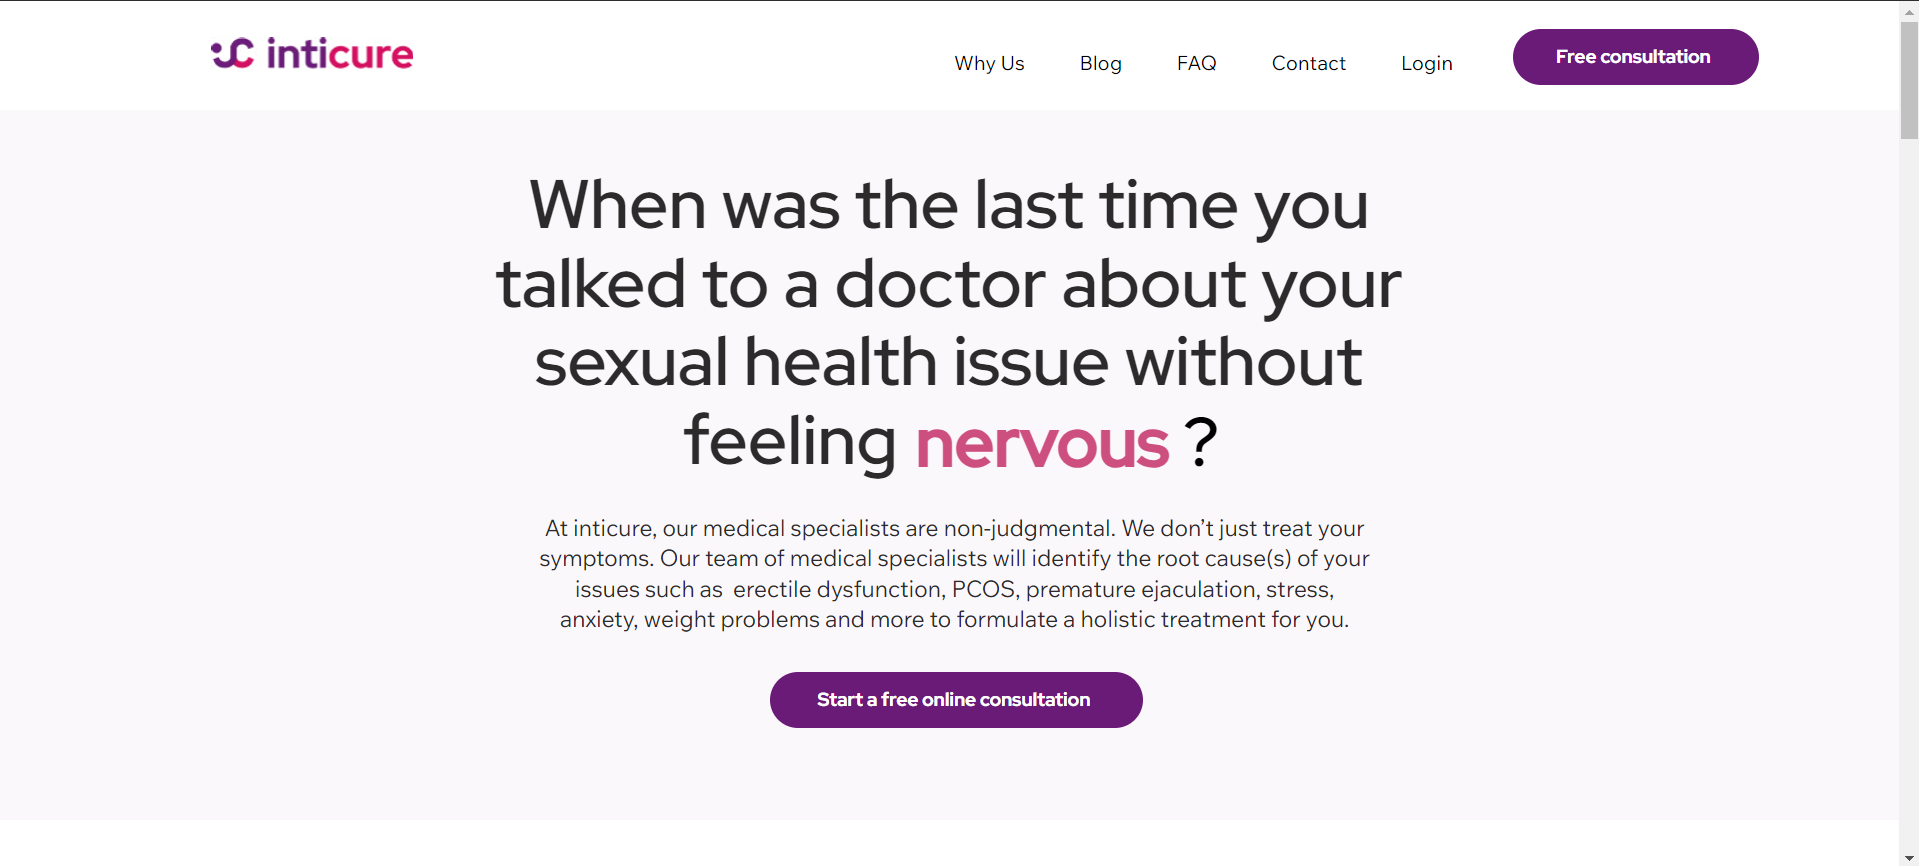 inticure
Why Us
Blog
FAQ
Contact
Login
Free consultation
When was the last time you
talked to a doctor about your
sexual health issue without
feeling nervous ?
At inticure, our medical specialists are non-judgmental. We don’t just treat your
symptoms. Our team of medical specialists will identify the root cause(s) of your
issues such as  erectile dysfunction, PCOS, premature ejaculation, stress,
anxiety, weight problems and more to formulate a holistic treatment for you.
Start a free online consultation